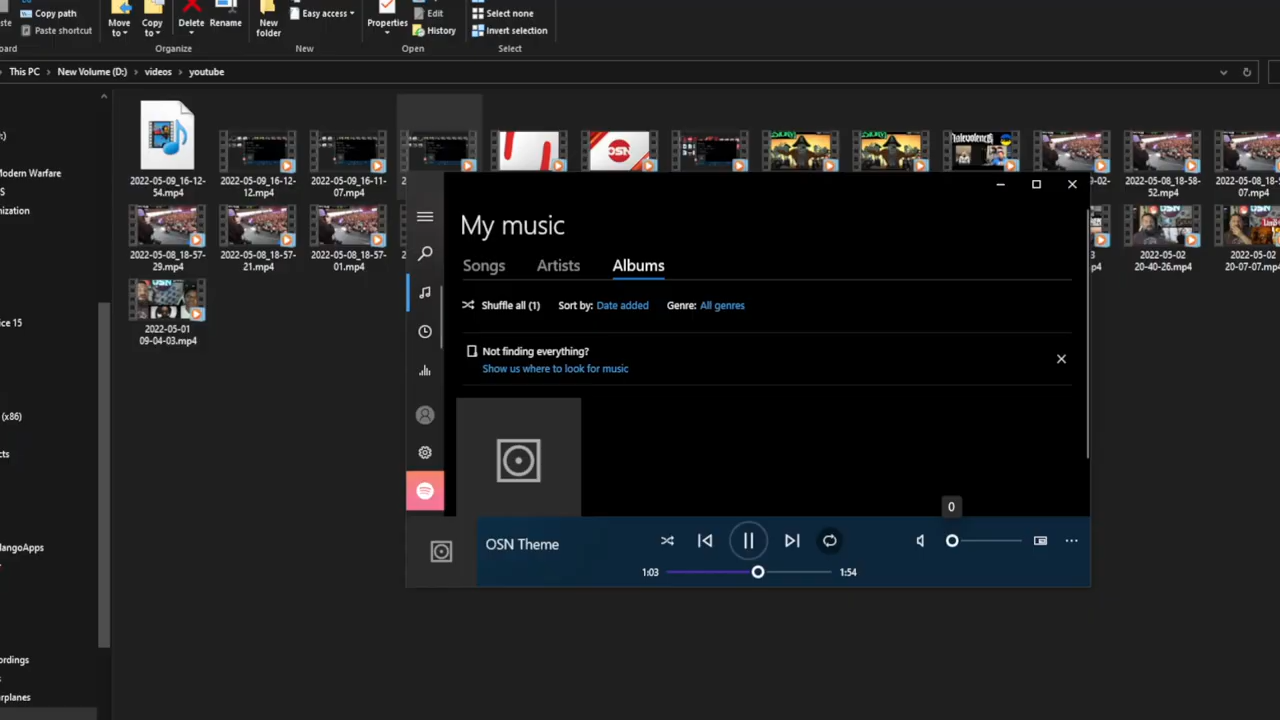 Copy path
Paste shortcut
Move
to
Copy
to
Delete
Rename
New
folder
Easy access
Properties
Edit
History
Select none
Invert selection
Organize
New
Open
Select
This PC > New Volume (D:) > videos > youtube
Modern Warfare
2022-05-09_16-12-
54.mp4
2022-05-09_16-12-
12.mp4
2022-05-09_16-11-
07.mp4
OSN
2022-05-08_18-57-
29.mp4
2022-05-08_18-57-
21.mp4
2022-05-08_18-57-
01.mp4
2022-05-02
20-40-26.mp4
2022-05-02
20-07-07.mp4
2022-05-01
09-04-03.mp4
(x86)
My music
Songs
Artists
Albums
Shuffle all (1)
Sort by: Date added
Genre: All genres
Not finding everything?
Show us where to look for music
0
OSN Theme
1:03
1:54